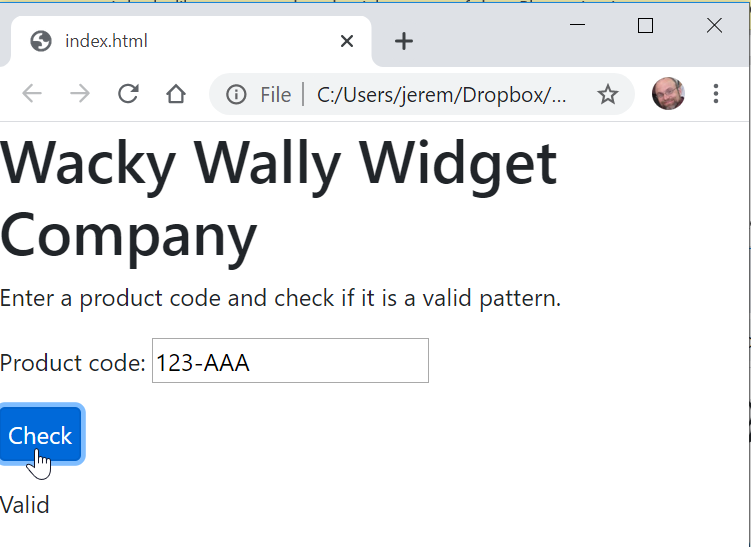 index.html
File
C:/Users/jerem/Dropbox/...
Wacky Wally Widget
Company
Enter a product code and check if it is a valid pattern.
Product code: 123-AAA
Check
Valid